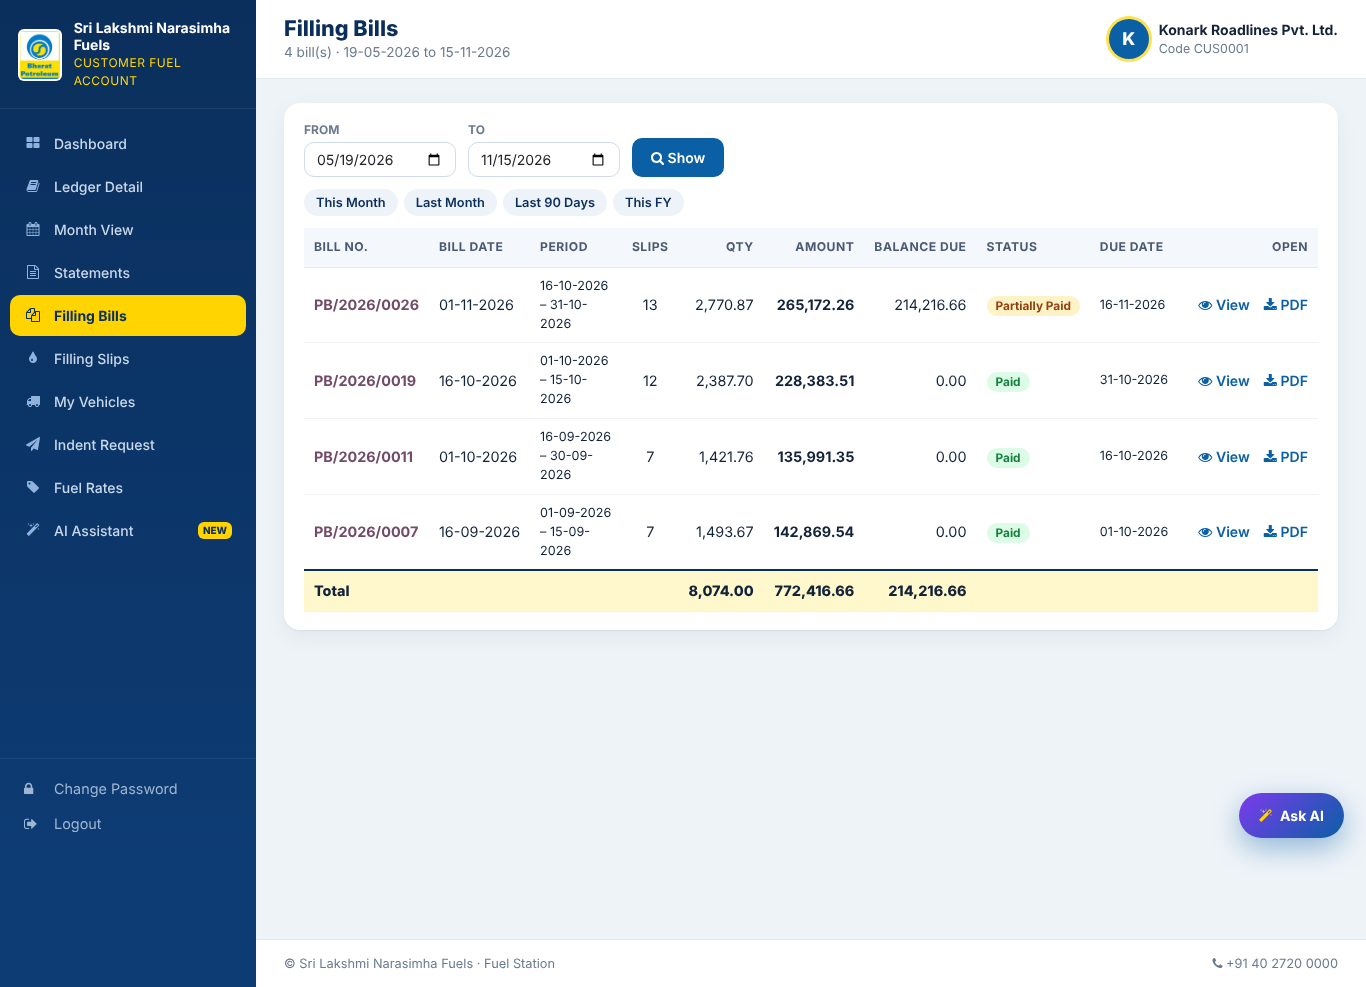 Sri Lakshmi Narasimha
Fuels
CUSTOMER FUEL
ACCOUNT
Bharat
Petroleum
Dashboard
Ledger Detail
Month View
Statements
Filling Bills
Filling Slips
My Vehicles
Indent Request
Fuel Rates
AI Assistant NEW
Change Password
Logout
Filling Bills
4 bill(s) · 19-05-2026 to 15-11-2026
K
Konark Roadlines Pvt. Ltd.
Code CUS0001
FROM TO
05/19/2026 11/15/2026 Show
This Month Last Month Last 90 Days This FY
BILL NO. BILL DATE PERIOD SLIPS QTY AMOUNT BALANCE DUE STATUS DUE DATE OPEN
PB/2026/0026 01-11-2026 16-10-2026 – 31-10-2026 13 2,770.87 265,172.26 214,216.66 Partially Paid 16-11-2026 View PDF
PB/2026/0019 16-10-2026 01-10-2026 – 15-10-2026 12 2,387.70 228,383.51 0.00 Paid 31-10-2026 View PDF
PB/2026/0011 01-10-2026 16-09-2026 – 30-09-2026 7 1,421.76 135,991.35 0.00 Paid 16-10-2026 View PDF
PB/2026/0007 16-09-2026 01-09-2026 – 15-09-2026 7 1,493.67 142,869.54 0.00 Paid 01-10-2026 View PDF
Total 8,074.00 772,416.66 214,216.66
Ask AI
© Sri Lakshmi Narasimha Fuels · Fuel Station
+91 40 2720 0000